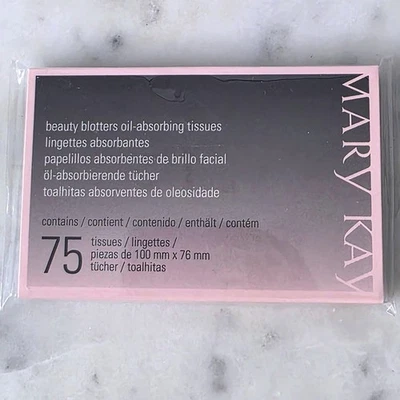 beauty blotters oil-absorbing tissues
lingettes absorbantes
papelillos absorbentes de brillo facial
öl-absorbierende tücher
toalhitas absorventes de oleosidade
contains / contient / contenido / enthält / contém
75
tissues / lingettes /
piezas de 100 mm x 76 mm
tücher / toalhitas
MARY KAY